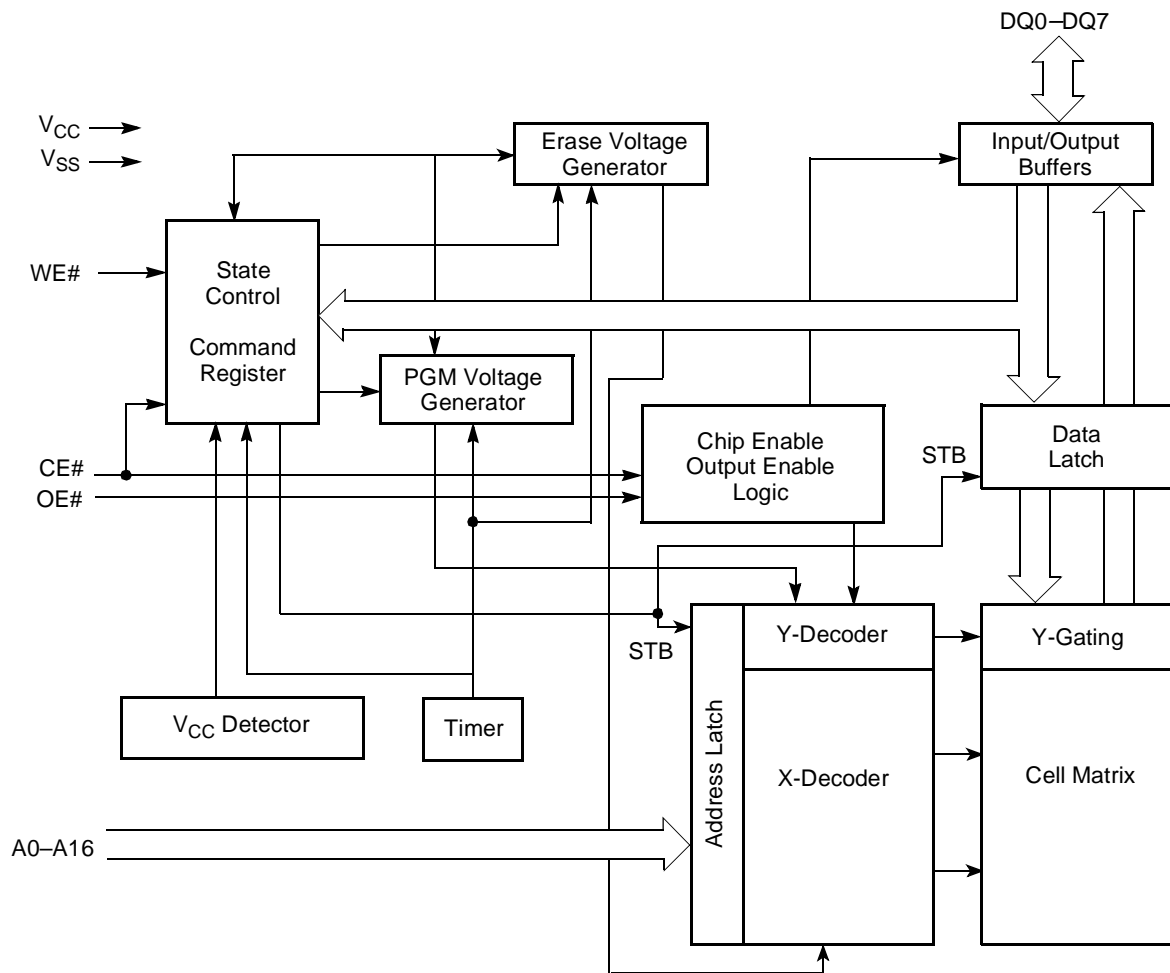 DQ0–DQ7
VCC
VSS
Erase Voltage
Generator
Input/Output
Buffers
WE#
State
Control
Command
Register
PGM Voltage
Generator
Chip Enable
Output Enable
Logic
STB
Data
Latch
CE#
OE#
STB
Y-Decoder
Y-Gating
VCC Detector
Timer
Address Latch
X-Decoder
Cell Matrix
A0–A16